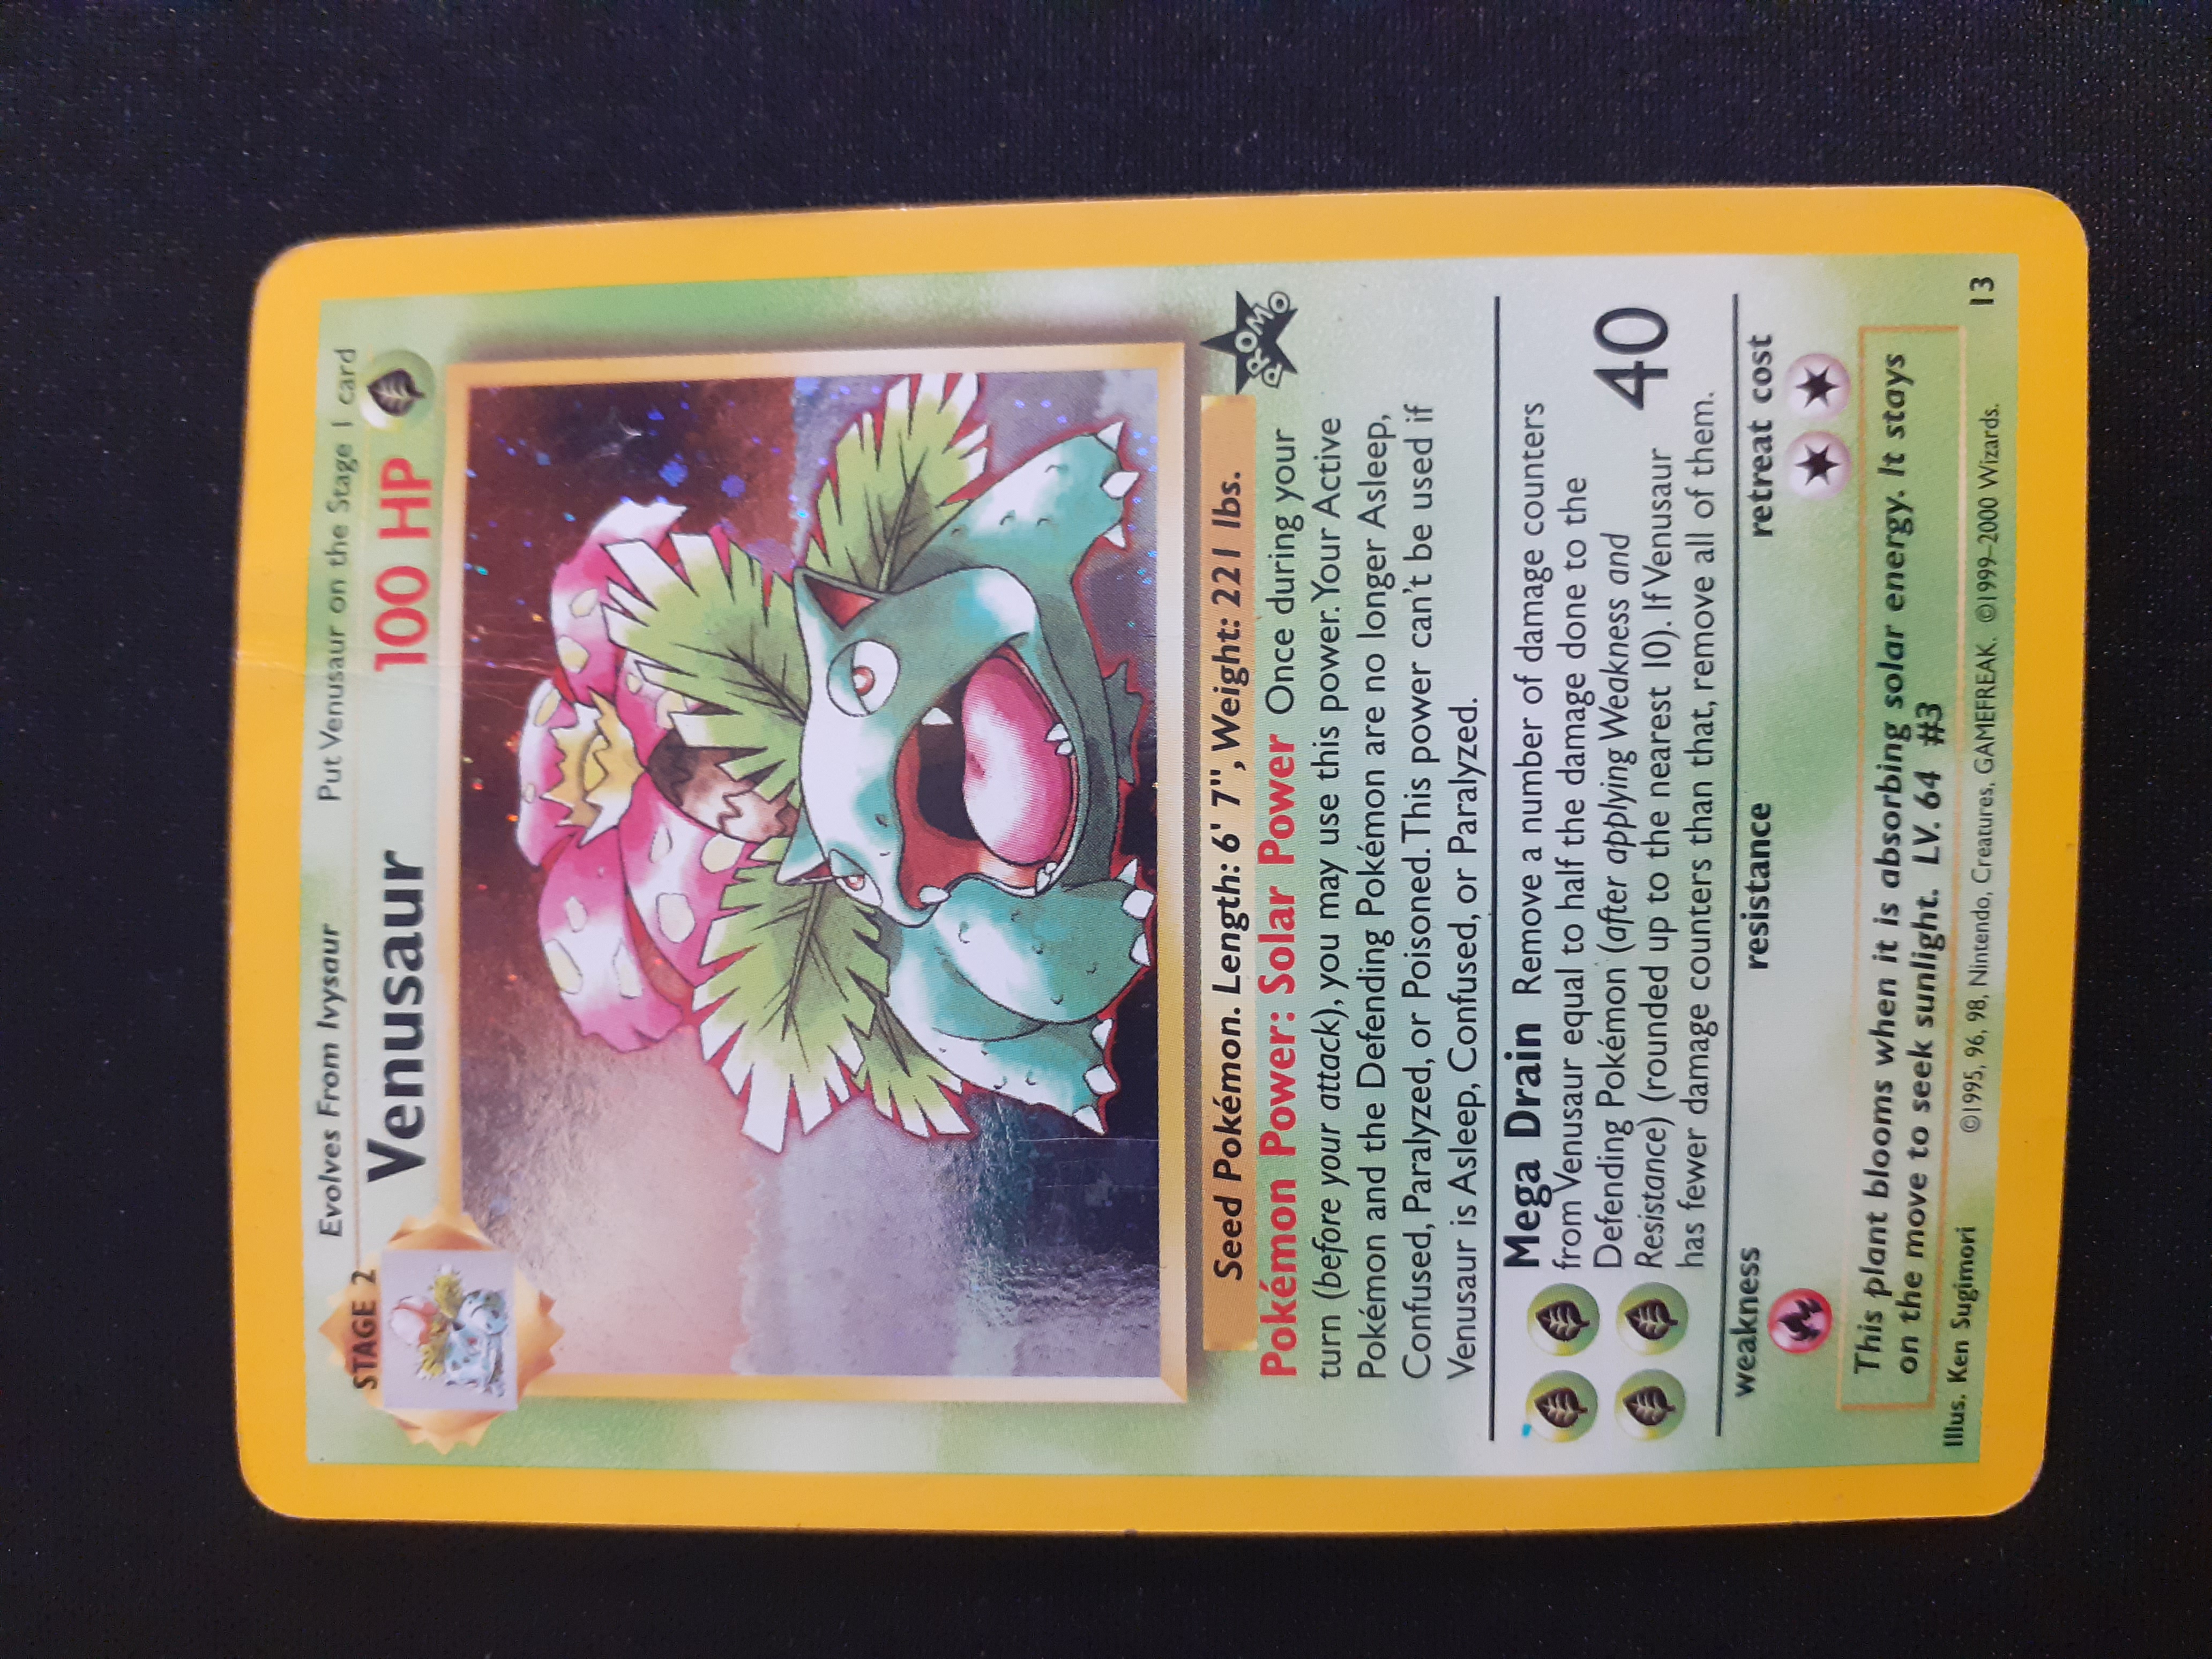 Evolves From Ivysaur Put Venusaur on the Stage 1 card
STAGE 2
Venusaur 100 HP
Seed Pokémon. Length: 6' 7", Weight: 221 lbs.
PROMO
Pokémon Power: Solar Power Once during your
turn (before your attack), you may use this power. Your Active
Pokémon and the Defending Pokémon are no longer Asleep,
Confused, Paralyzed, or Poisoned. This power can't be used if
Venusaur is Asleep, Confused, or Paralyzed.
Mega Drain Remove a number of damage counters
from Venusaur equal to half the damage done to the
Defending Pokémon (after applying Weakness and
Resistance) (rounded up to the nearest 10). If Venusaur
has fewer damage counters than that, remove all of them.
40
weakness resistance retreat cost
This plant blooms when it is absorbing solar energy. It stays
on the move to seek sunlight. LV. 64 #3
Illus. Ken Sugimori ©1995, 96, 98, Nintendo, Creatures, GAMEFREAK. ©1999–2000 Wizards. 13